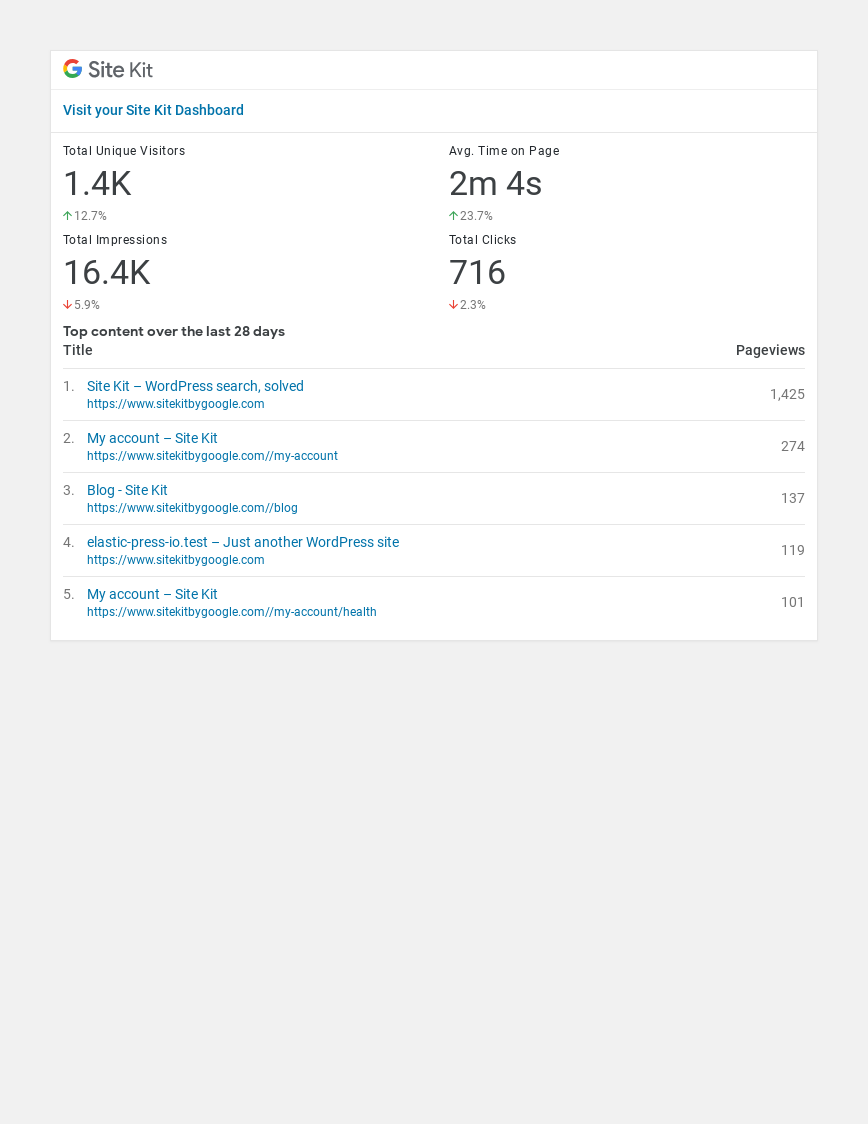 Site Kit
Visit your Site Kit Dashboard
Total Unique Visitors
1.4K
12.7%
Avg. Time on Page
2m 4s
23.7%
Total Impressions
16.4K
5.9%
Total Clicks
716
2.3%
Top content over the last 28 days
Title Pageviews
1. Site Kit – WordPress search, solved
https://www.sitekitbygoogle.com
1,425
2. My account – Site Kit
https://www.sitekitbygoogle.com//my-account
274
3. Blog - Site Kit
https://www.sitekitbygoogle.com//blog
137
4. elastic-press-io.test – Just another WordPress site
https://www.sitekitbygoogle.com
119
5. My account – Site Kit
https://www.sitekitbygoogle.com//my-account/health
101